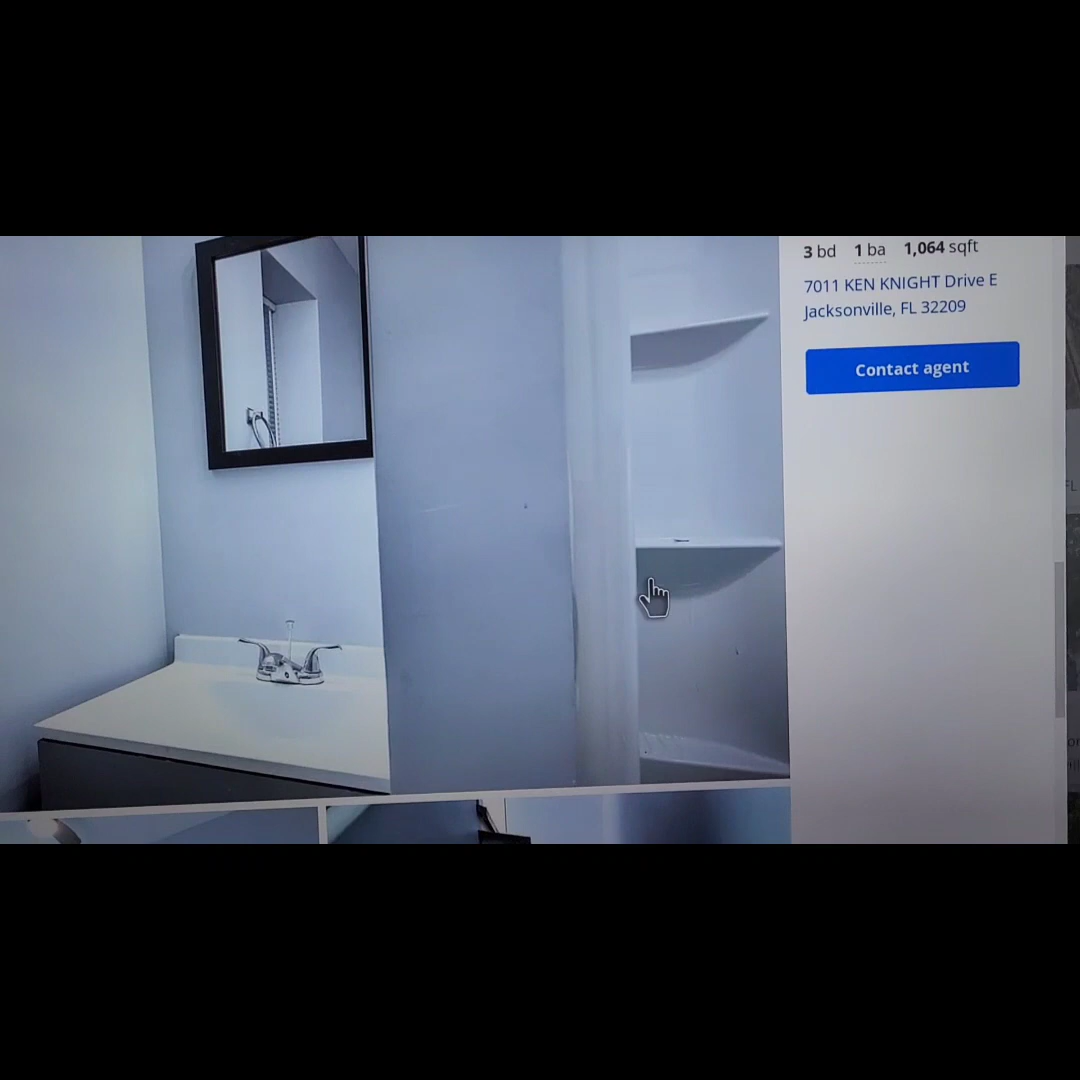 3 bd 1 ba 1,064 sqft
7011 KEN KNIGHT Drive E
Jacksonville, FL 32209
Contact agent